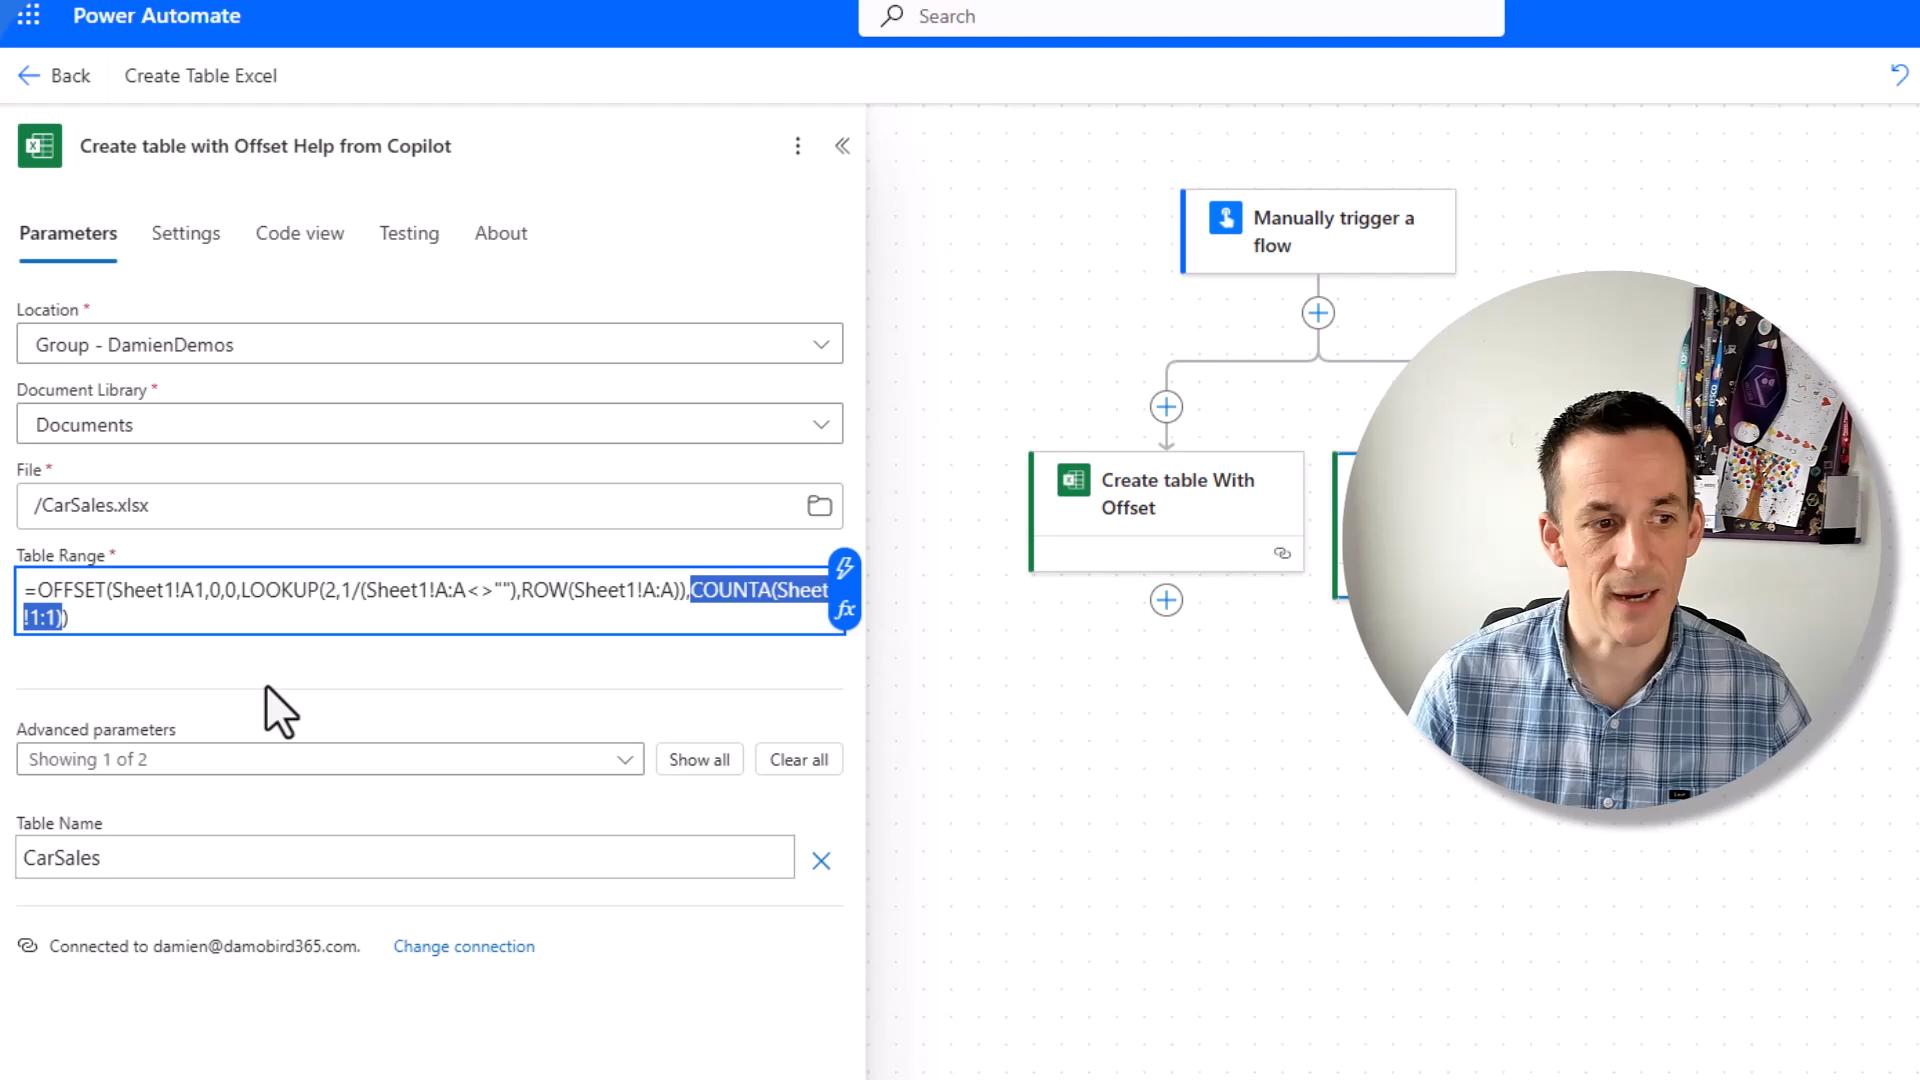 Power Automate
Search
Back
Create Table Excel
Create table with Offset Help from Copilot
Parameters
Settings
Code view
Testing
About
Location *
Group - DamienDemos
Document Library *
Documents
File *
/CarSales.xlsx
Table Range *
=OFFSET(Sheet1!A1,0,0,LOOKUP(2,1/(Sheet1!A:A<>""),ROW(Sheet1!A:A)),COUNTA(Sheet
!1:1))
fx
Advanced parameters
Showing 1 of 2
Show all
Clear all
Table Name
CarSales
Connected to damien@damobird365.com.
Change connection
Manually trigger a
flow
Create table With
Offset